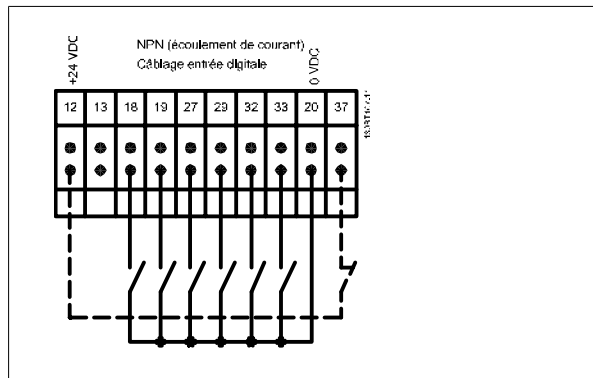 NPN (écoulement de courant)
Câblage entrée digitale
+24 VDC
0 VDC
12 13 18 19 27 29 32 33 20 37